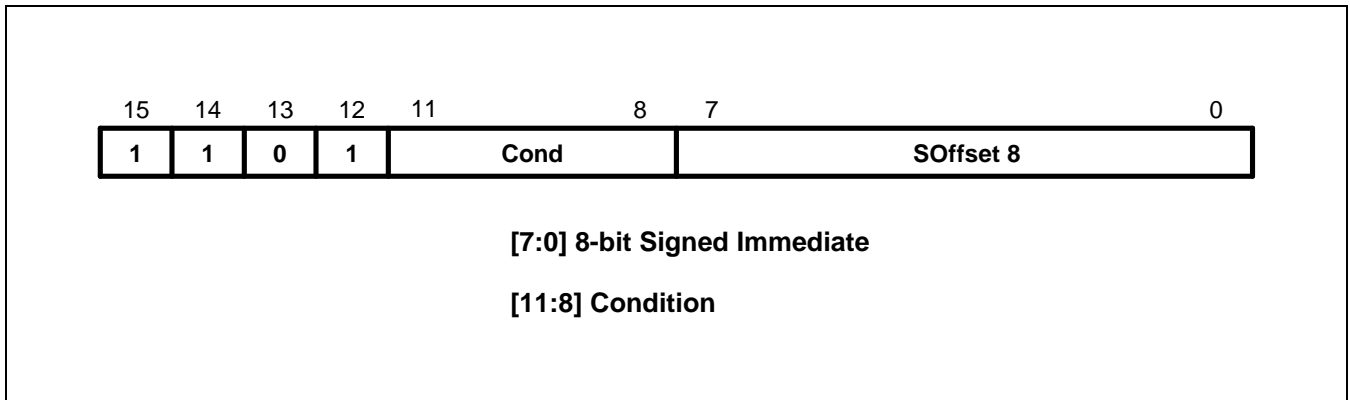 15 14 13 12 11 8 7 0
1 1 0 1 Cond SOffset 8
[7:0] 8-bit Signed Immediate
[11:8] Condition